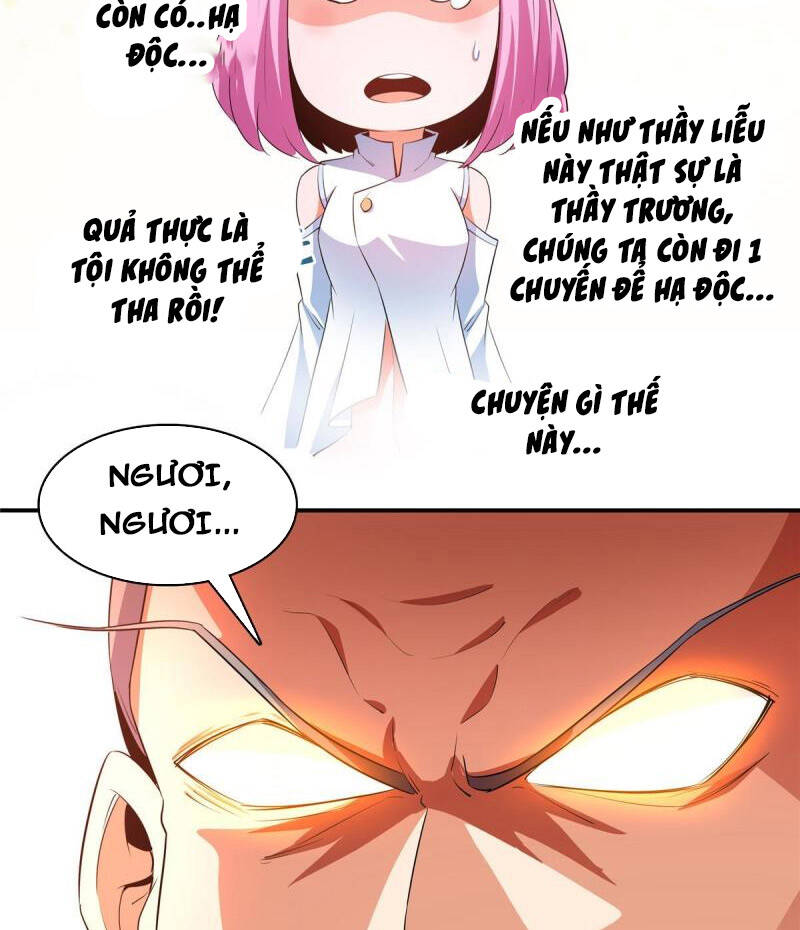 CÒN CÓ..HẠ
ĐỘC...
NẾU NHƯ THẦY LIỄU
NÀY THẬT SỰ LÀ
THẦY TRƯƠNG,
CHÚNG TA CÒN ĐI 1
CHUYẾN ĐỂ HẠ ĐỘC...
QUẢ THỰC LÀ
TỘI KHÔNG THỂ
THA RỒI!
CHUYỆN GÌ THẾ
NÀY...
NGƯƠI,
NGƯƠI...